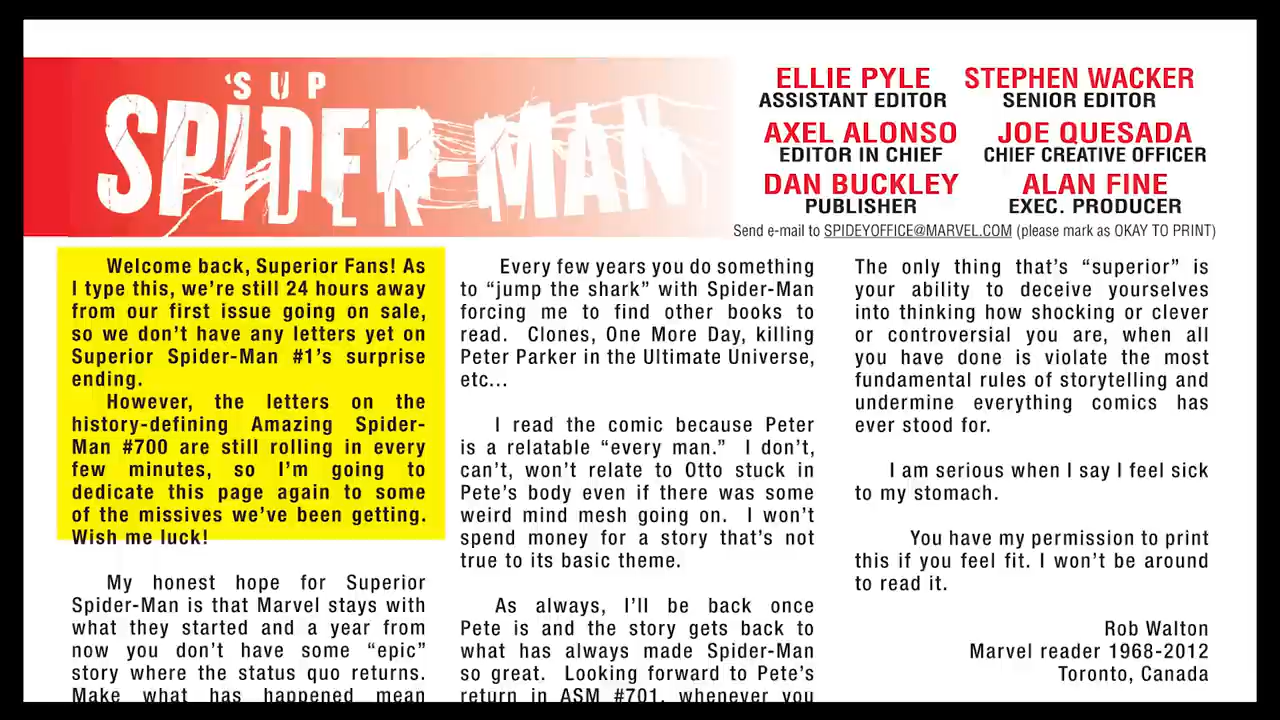 'SUP
SPIDER-MAN
ELLIE PYLE
ASSISTANT EDITOR
STEPHEN WACKER
SENIOR EDITOR
AXEL ALONSO
EDITOR IN CHIEF
JOE QUESADA
CHIEF CREATIVE OFFICER
DAN BUCKLEY
PUBLISHER
ALAN FINE
EXEC. PRODUCER
Send e-mail to SPIDEYOFFICE@MARVEL.COM (please mark as OKAY TO PRINT)
Welcome back, Superior Fans! As
I type this, we're still 24 hours away
from our first issue going on sale,
so we don't have any letters yet on
Superior Spider-Man #1's surprise
ending.
However, the letters on the
history-defining Amazing Spider-
Man #700 are still rolling in every
few minutes, so I'm going to
dedicate this page again to some
of the missives we've been getting.
Wish me luck!
My honest hope for Superior
Spider-Man is that Marvel stays with
what they started and a year from
now you don't have some "epic"
story where the status quo returns.
Make what has happened mean
Every few years you do something
to "jump the shark" with Spider-Man
forcing me to find other books to
read. Clones, One More Day, killing
Peter Parker in the Ultimate Universe,
etc...
I read the comic because Peter
is a relatable "every man." I don't,
can't, won't relate to Otto stuck in
Pete's body even if there was some
weird mind mesh going on. I won't
spend money for a story that's not
true to its basic theme.
As always, I'll be back once
Pete is and the story gets back to
what has always made Spider-Man
so great. Looking forward to Pete's
return in ASM #701, whenever you
The only thing that's "superior" is
your ability to deceive yourselves
into thinking how shocking or clever
or controversial you are, when all
you have done is violate the most
fundamental rules of storytelling and
undermine everything comics has
ever stood for.
I am serious when I say I feel sick
to my stomach.
You have my permission to print
this if you feel fit. I won't be around
to read it.
Rob Walton
Marvel reader 1968-2012
Toronto, Canada